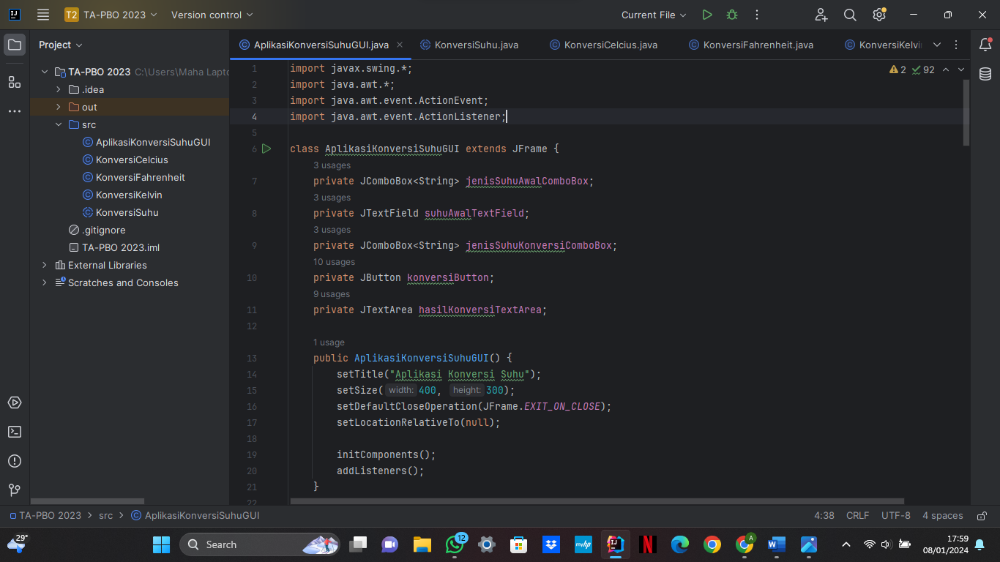 T2 TA-PBO 2023 Version control Current File
Project
AplikasiKonversiSuhuGUI.java KonversiSuhu.java KonversiCelcius.java KonversiFahrenheit.java KonversiKelvin
TA-PBO 2023 C:\Users\Maha Lapto
.idea
out
src
AplikasiKonversiSuhuGUI
KonversiCelcius
KonversiFahrenheit
KonversiKelvin
KonversiSuhu
.gitignore
TA-PBO 2023.iml
External Libraries
Scratches and Consoles
2 92
1 import javax.swing.*;
2 import java.awt.*;
3 import java.awt.event.ActionEvent;
4 import java.awt.event.ActionListener;
5
6 class AplikasiKonversiSuhuGUI extends JFrame {
3 usages
7 private JComboBox<String> jenisSuhuAwalComboBox;
3 usages
8 private JTextField suhuAwalTextField;
3 usages
9 private JComboBox<String> jenisSuhuKonversiComboBox;
10 usages
10 private JButton konversiButton;
9 usages
11 private JTextArea hasilKonversiTextArea;
12
1 usage
13 public AplikasiKonversiSuhuGUI() {
14 setTitle("Aplikasi Konversi Suhu");
15 setSize( width: 400, height: 300);
16 setDefaultCloseOperation(JFrame.EXIT_ON_CLOSE);
17 setLocationRelativeTo(null);
18
19 initComponents();
20 addListeners();
21 }
22
TA-PBO 2023 > src > AplikasiKonversiSuhuGUI 4:38 CRLF UTF-8 4 spaces
29° Search 12 myhp N A W 17:59
08/01/2024